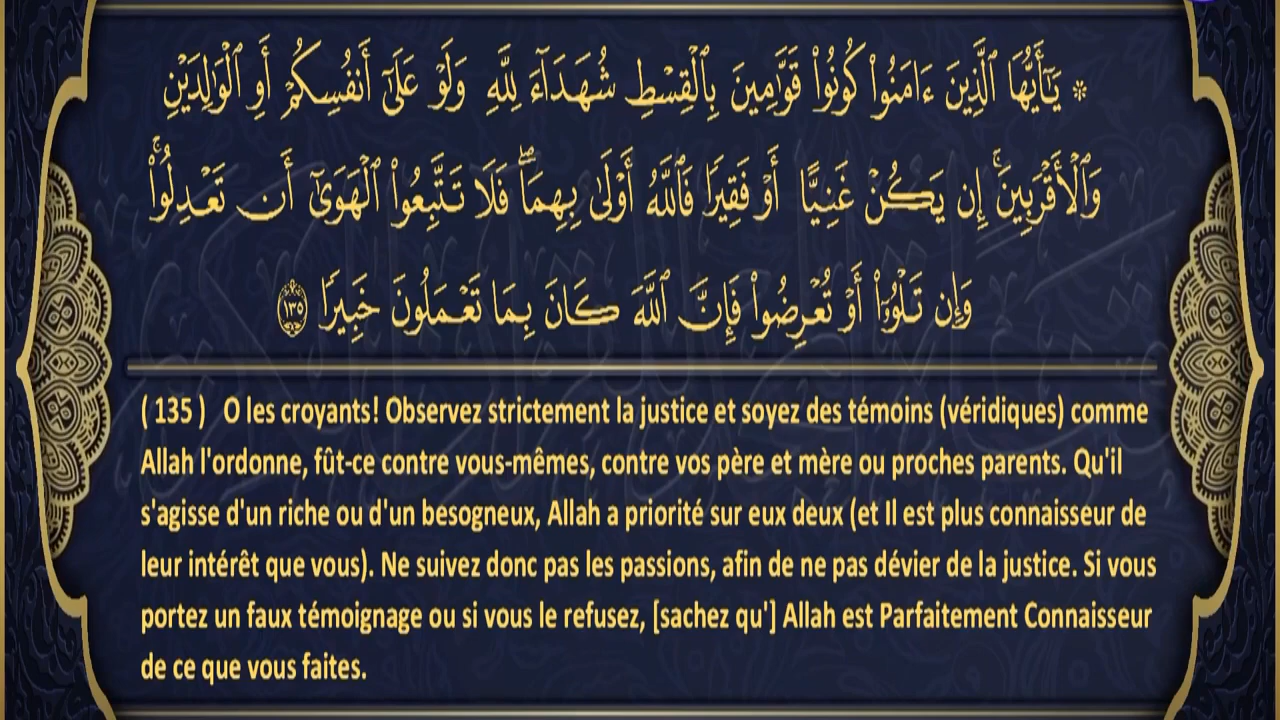 ۞ يَٰٓأَيُّهَا ٱلَّذِينَ ءَامَنُوا۟ كُونُوا۟ قَوَّٰمِينَ بِٱلْقِسْطِ شُهَدَآءَ لِلَّهِ وَلَوْ عَلَىٰٓ أَنفُسِكُمْ أَوِ ٱلْوَٰلِدَيْنِ
وَٱلْأَقْرَبِينَ ۚ إِن يَكُنْ غَنِيًّا أَوْ فَقِيرًا فَٱللَّهُ أَوْلَىٰ بِهِمَا ۖ فَلَا تَتَّبِعُوا۟ ٱلْهَوَىٰٓ أَن تَعْدِلُوا۟ ۚ
وَإِن تَلْوُۥٓا۟ أَوْ تُعْرِضُوا۟ فَإِنَّ ٱللَّهَ كَانَ بِمَا تَعْمَلُونَ خَبِيرًا ١٣٥
( 135 ) O les croyants! Observez strictement la justice et soyez des témoins (véridiques) comme
Allah l'ordonne, fût-ce contre vous-mêmes, contre vos père et mère ou proches parents. Qu'il
s'agisse d'un riche ou d'un besogneux, Allah a priorité sur eux deux (et Il est plus connaisseur de
leur intérêt que vous). Ne suivez donc pas les passions, afin de ne pas dévier de la justice. Si vous
portez un faux témoignage ou si vous le refusez, [sachez qu'] Allah est Parfaitement Connaisseur
de ce que vous faites.